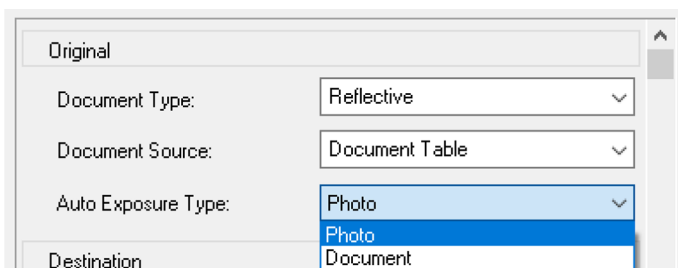 Original
Document Type: Reflective
Document Source: Document Table
Auto Exposure Type: Photo
Photo
Destination Document